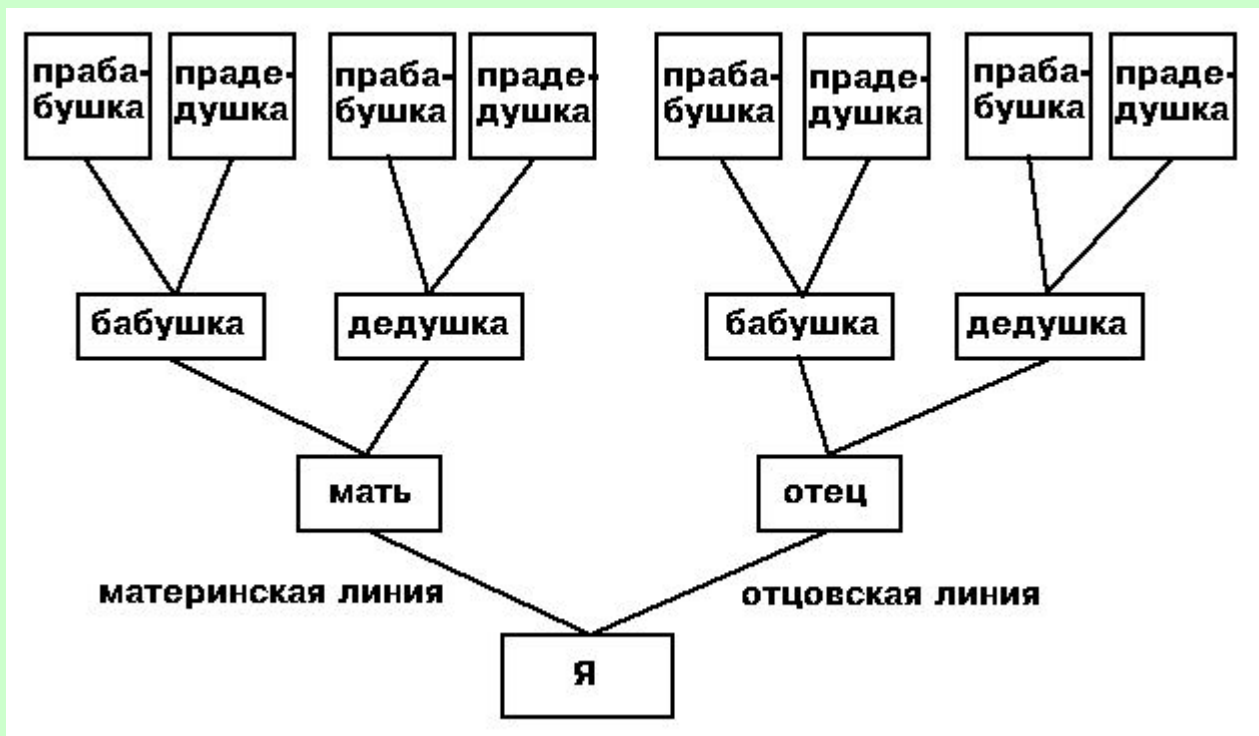 праба-
бушка
праде-
душка
праба-
бушка
праде-
душка
праба-
бушка
праде-
душка
праба-
бушка
праде-
душка
бабушка
дедушка
бабушка
дедушка
мать
отец
материнская линия
отцовская линия
Я